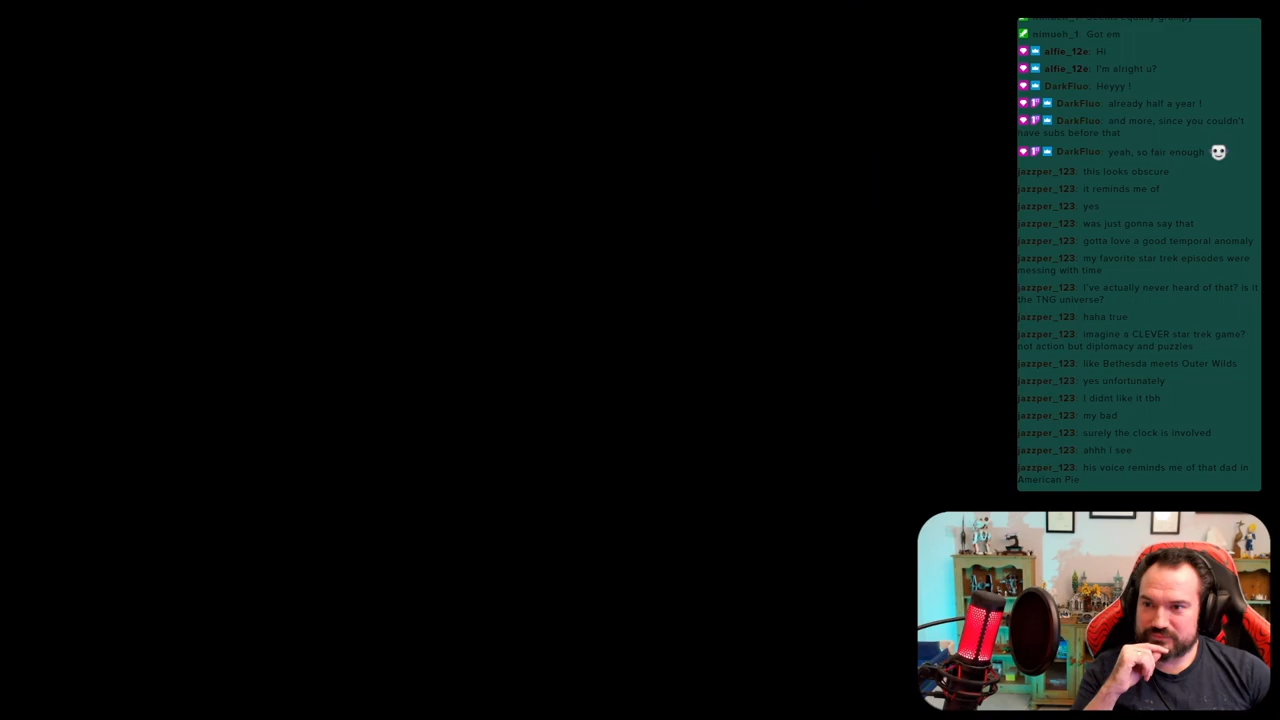 nimueh_1: Got em
alfie_12e: Hi
alfie_12e: I'm alright u?
DarkFluo: Heyyy !
DarkFluo: already half a year !
DarkFluo: and more, since you couldn't
have subs before that
DarkFluo: yeah, so fair enough
jazzper_123: this looks obscure
jazzper_123: it reminds me of
jazzper_123: yes
jazzper_123: was just gonna say that
jazzper_123: gotta love a good temporal anomaly
jazzper_123: my favorite star trek episodes were
messing with time
jazzper_123: I've actually never heard of that? is it
the TNG universe?
jazzper_123: haha true
jazzper_123: imagine a CLEVER star trek game?
not action but diplomacy and puzzles
jazzper_123: like Bethesda meets Outer Wilds
jazzper_123: yes unfortunately
jazzper_123: I didnt like it tbh
jazzper_123: my bad
jazzper_123: surely the clock is involved
jazzper_123: ahhh I see
jazzper_123: his voice reminds me of that dad in
American Pie